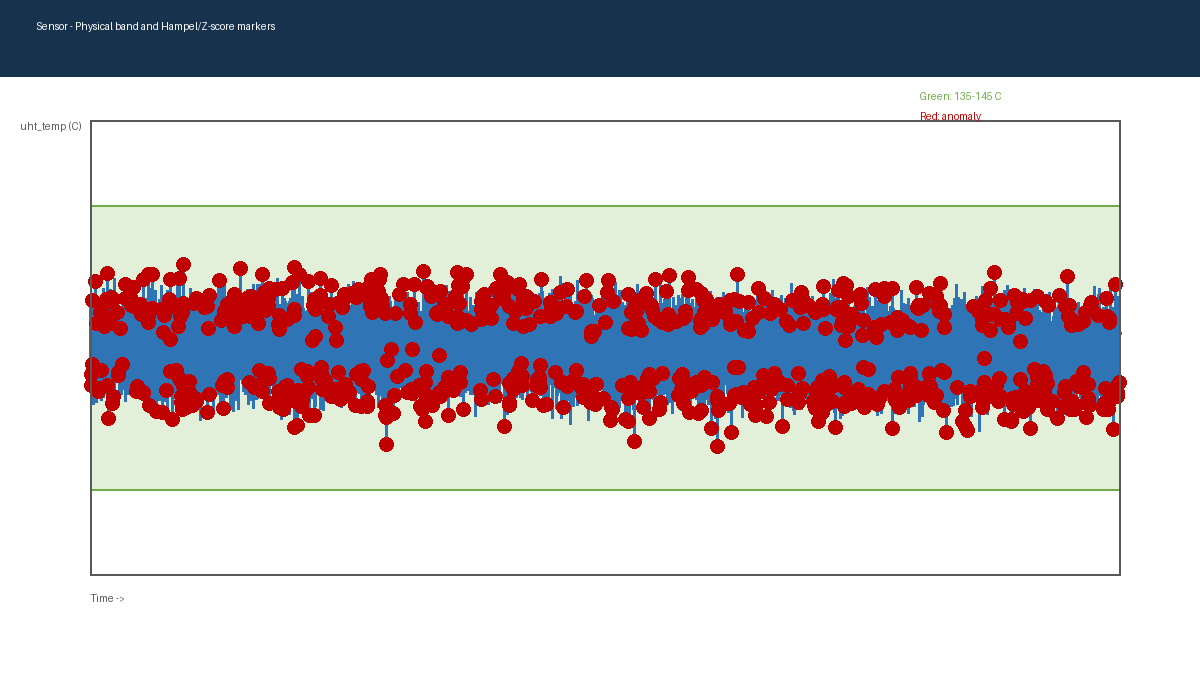 Sensor - Physical band and Hampel/Z-score markers
Green: 135-145 C
Red: anomaly
uht_temp (C)
Time ->